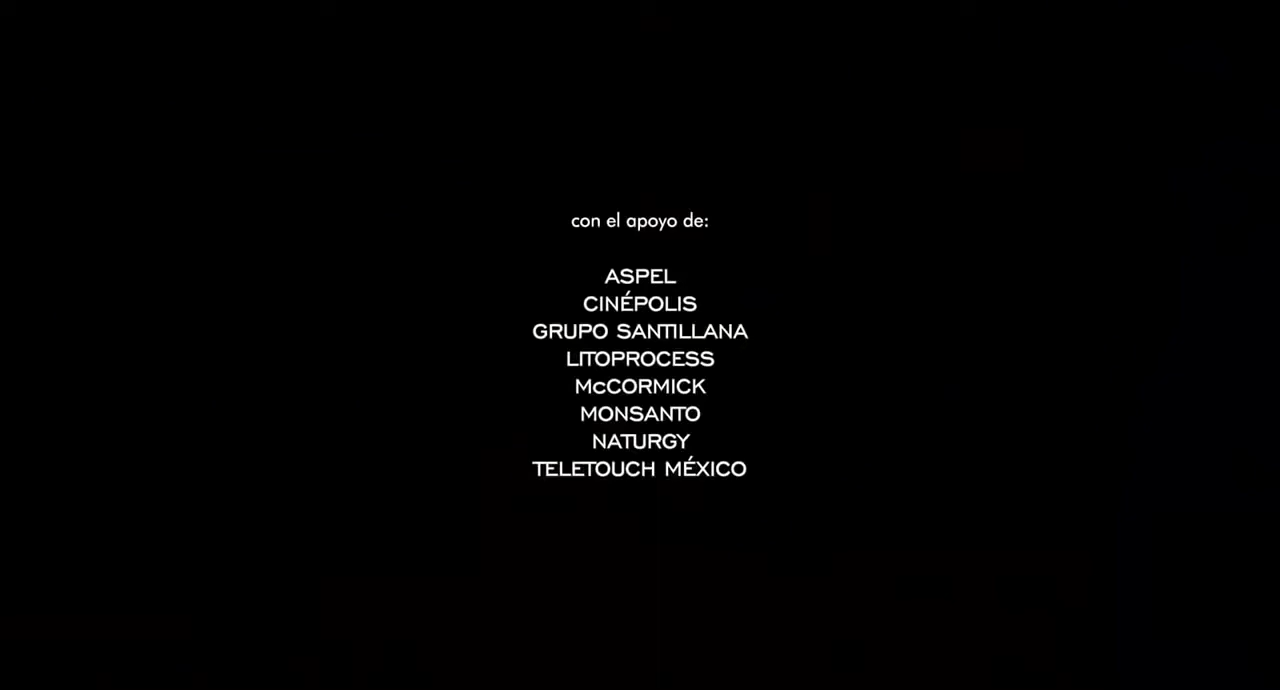 con el apoyo de:
ASPEL
CINÉPOLIS
GRUPO SANTILLANA
LITOPROCESS
McCORMICK
MONSANTO
NATURGY
TELETOUCH MÉXICO